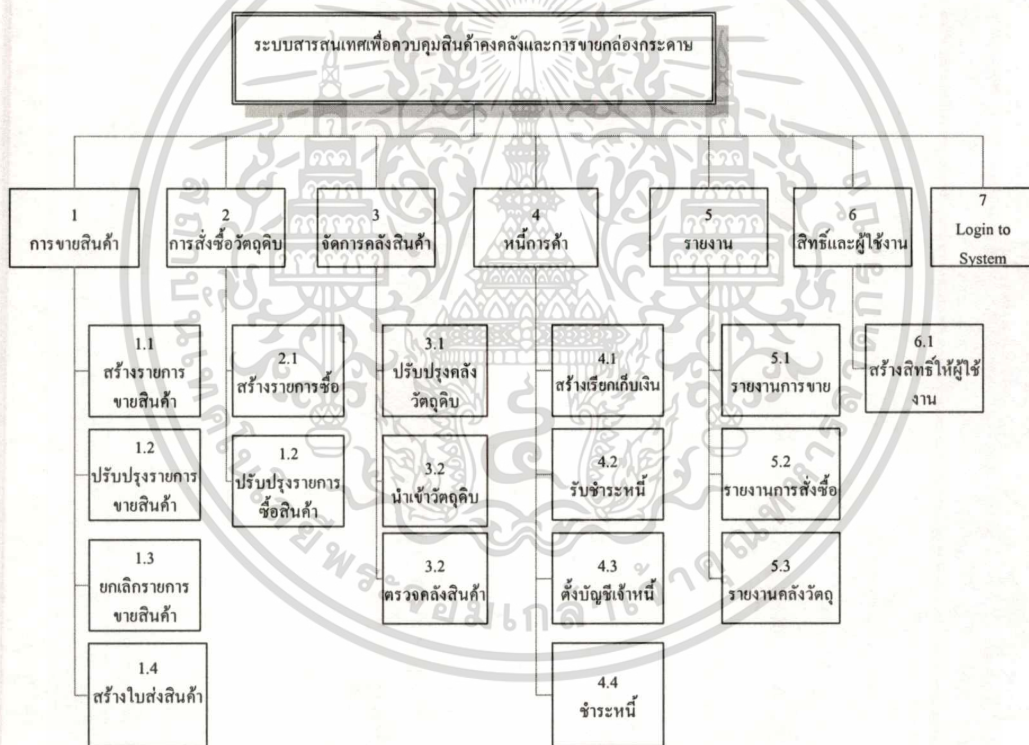 ระบบสารสนเทศเพื่อควบคุมสินค้าคงคลังและการขายกล่องกระดาษ
1
การขายสินค้า
2
การสั่งซื้อวัตถุดิบ
3
จัดการคลังสินค้า
4
หนี้การค้า
5
รายงาน
6
สิทธิ์และผู้ใช้งาน
7
Login to
System
1.1
สร้างรายการ
ขายสินค้า
1.2
ปรับปรุงรายการ
ขายสินค้า
1.3
ยกเลิกรายการ
ขายสินค้า
1.4
สร้างใบส่งสินค้า
2.1
สร้างรายการซื้อ
1.2
ปรับปรุงรายการ
ซื้อสินค้า
3.1
ปรับปรุงคลัง
วัตถุดิบ
3.2
นำเข้าวัตถุดิบ
3.2
ตรวจคลังสินค้า
4.1
สร้างเรียกเก็บเงิน
4.2
รับชำระหนี้
4.3
ตั้งบัญชีเจ้าหนี้
4.4
ชำระหนี้
5.1
รายงานการขาย
5.2
รายงานการสั่งซื้อ
5.3
รายงานคลังวัตถุ
6.1
สร้างสิทธิ์ให้ผู้ใช้
งาน